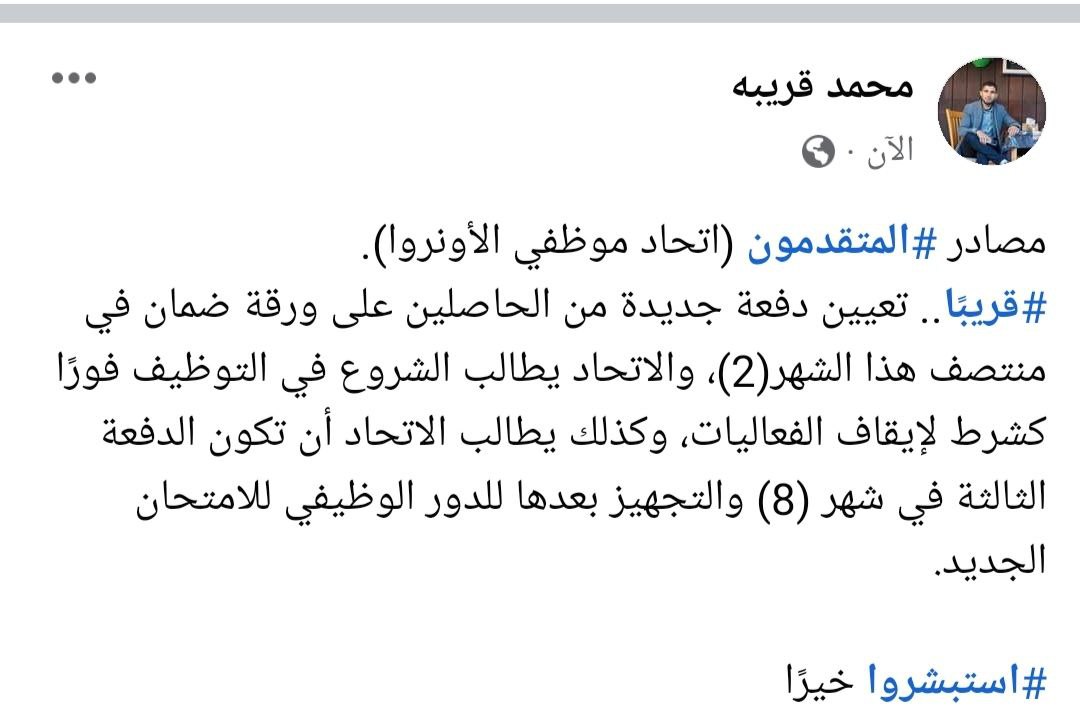 محمد قريبه
الآن ·
مصادر #المتقدمون (اتحاد موظفي الأونروا).
#قريبًا.. تعيين دفعة جديدة من الحاصلين على ورقة ضمان في
منتصف هذا الشهر(2)، والاتحاد يطالب الشروع في التوظيف فورًا
كشرط لإيقاف الفعاليات، وكذلك يطالب الاتحاد أن تكون الدفعة
الثالثة في شهر (8) والتجهيز بعدها للدور الوظيفي للامتحان
الجديد.
#استبشروا خيرًا